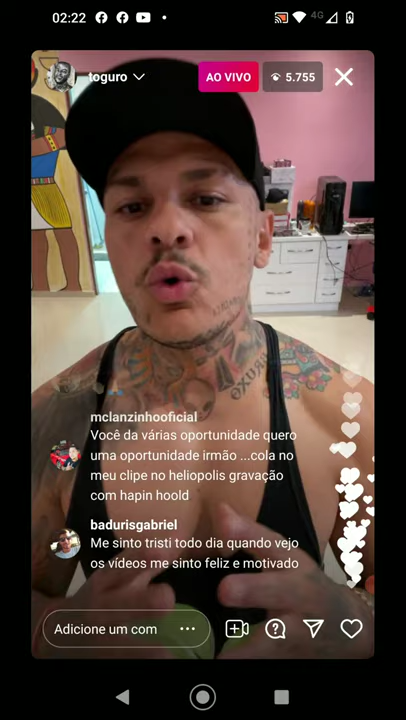 02:22
4G
toguro
AO VIVO
5.755
mclanzinhooficial
Você da várias oportunidade quero
uma oportunidade irmão ...cola no
meu clipe no heliopolis gravação
com hapin hoold
badurisgabriel
Me sinto tristi todo dia quando vejo
os vídeos me sinto feliz e motivado
Adicione um com